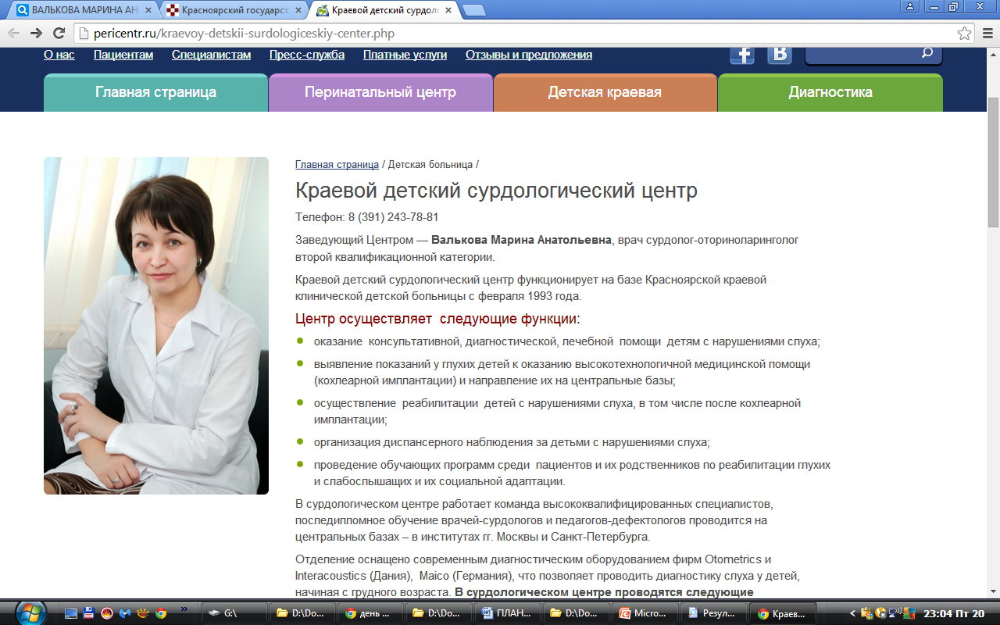 ВАЛЬКОВА МАРИНА АН
Красноярский государст
Краевой детский сурдол
pericentr.ru/kraevoy-detskii-surdologiceskiy-center.php
О нас Пациентам Специалистам Пресс-служба Платные услуги Отзывы и предложения
Главная страница Перинатальный центр Детская краевая Диагностика
Главная страница / Детская больница /
Краевой детский сурдологический центр
Телефон: 8 (391) 243-78-81
Заведующий Центром — Валькова Марина Анатольевна, врач сурдолог-оториноларинголог
второй квалификационной категории.
Краевой детский сурдологический центр функционирует на базе Красноярской краевой
клинической детской больницы с февраля 1993 года.
Центр осуществляет следующие функции:
оказание консультативной, диагностической, лечебной помощи детям с нарушениями слуха;
выявление показаний у глухих детей к оказанию высокотехнологичной медицинской помощи
(кохлеарной имплантации) и направление их на центральные базы;
осуществление реабилитации детей с нарушениями слуха, в том числе после кохлеарной
имплантации;
организация диспансерного наблюдения за детьми с нарушениями слуха;
проведение обучающих программ среди пациентов и их родственников по реабилитации глухих
и слабослышащих и их социальной адаптации.
В сурдологическом центре работает команда высококвалифицированных специалистов,
последипломное обучение врачей-сурдологов и педагогов-дефектологов проводится на
центральных базах – в институтах гг. Москвы и Санкт-Петербурга.
Отделение оснащено современным диагностическим оборудованием фирм Otometrics и
Interacoustics (Дания), Maico (Германия), что позволяет проводить диагностику слуха у детей,
начиная с грудного возраста. В сурдологическом центре проводятся следующие
G:\ D:\Do... день ... D:\Do... ПЛАН... D:\Do... Micro... Резул... Краев... 23:04 Пт 20